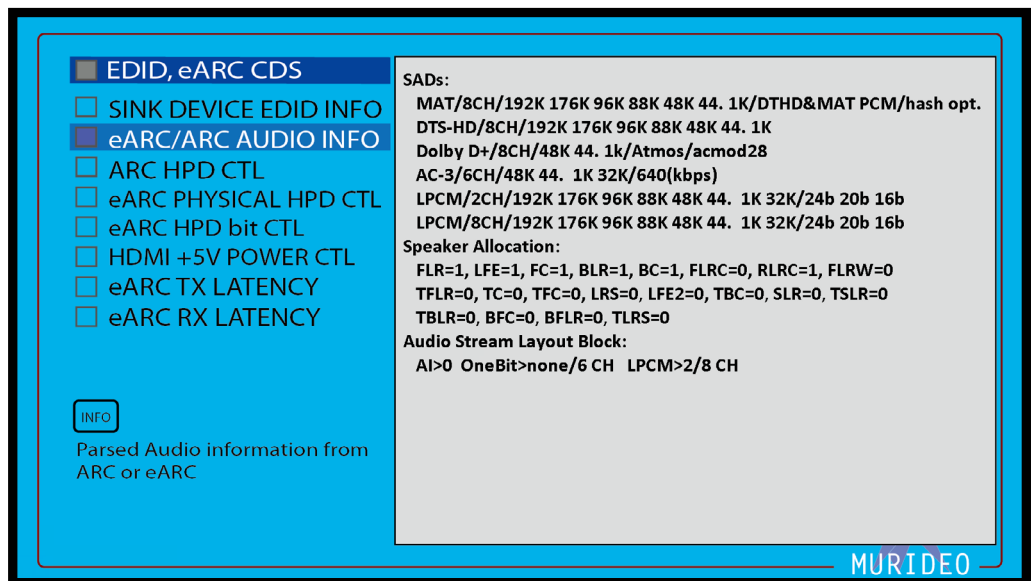 EDID, eARC CDS
SINK DEVICE EDID INFO
eARC/ARC AUDIO INFO
ARC HPD CTL
eARC PHYSICAL HPD CTL
eARC HPD bit CTL
HDMI +5V POWER CTL
eARC TX LATENCY
eARC RX LATENCY
INFO
Parsed Audio information from
ARC or eARC
SADs:
MAT/8CH/192K 176K 96K 88K 48K 44. 1K/DTHD&MAT PCM/hash opt.
DTS-HD/8CH/192K 176K 96K 88K 48K 44. 1K
Dolby D+/8CH/48K 44. 1k/Atmos/acmod28
AC-3/6CH/48K 44.  1K 32K/640(kbps)
LPCM/2CH/192K 176K 96K 88K 48K 44.  1K 32K/24b 20b 16b
LPCM/8CH/192K 176K 96K 88K 48K 44.  1K 32K/24b 20b 16b
Speaker Allocation:
FLR=1, LFE=1, FC=1, BLR=1, BC=1, FLRC=0, RLRC=1, FLRW=0
TFLR=0, TC=0, TFC=0, LRS=0, LFE2=0, TBC=0, SLR=0, TSLR=0
TBLR=0, BFC=0, BFLR=0, TLRS=0
Audio Stream Layout Block:
AI>0  OneBit>none/6 CH   LPCM>2/8 CH
MURIDEO